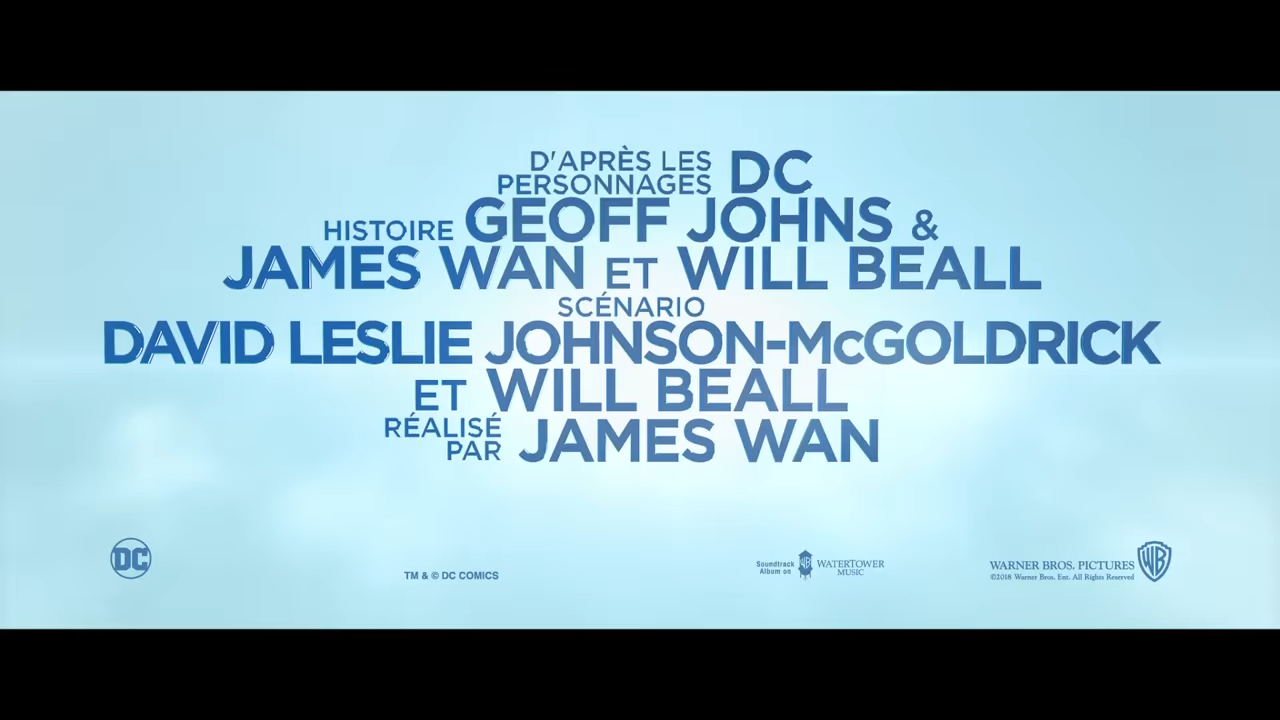 D'APRÈS LES
PERSONNAGES DC
HISTOIRE GEOFF JOHNS &
JAMES WAN ET WILL BEALL
SCÉNARIO
DAVID LESLIE JOHNSON-McGOLDRICK
ET WILL BEALL
RÉALISÉ
PAR JAMES WAN
DC
TM & © DC COMICS
Soundtrack
Album on
WB
WATERTOWER
MUSIC
WARNER BROS. PICTURES
©2018 Warner Bros. Ent. All Rights Reserved
WB